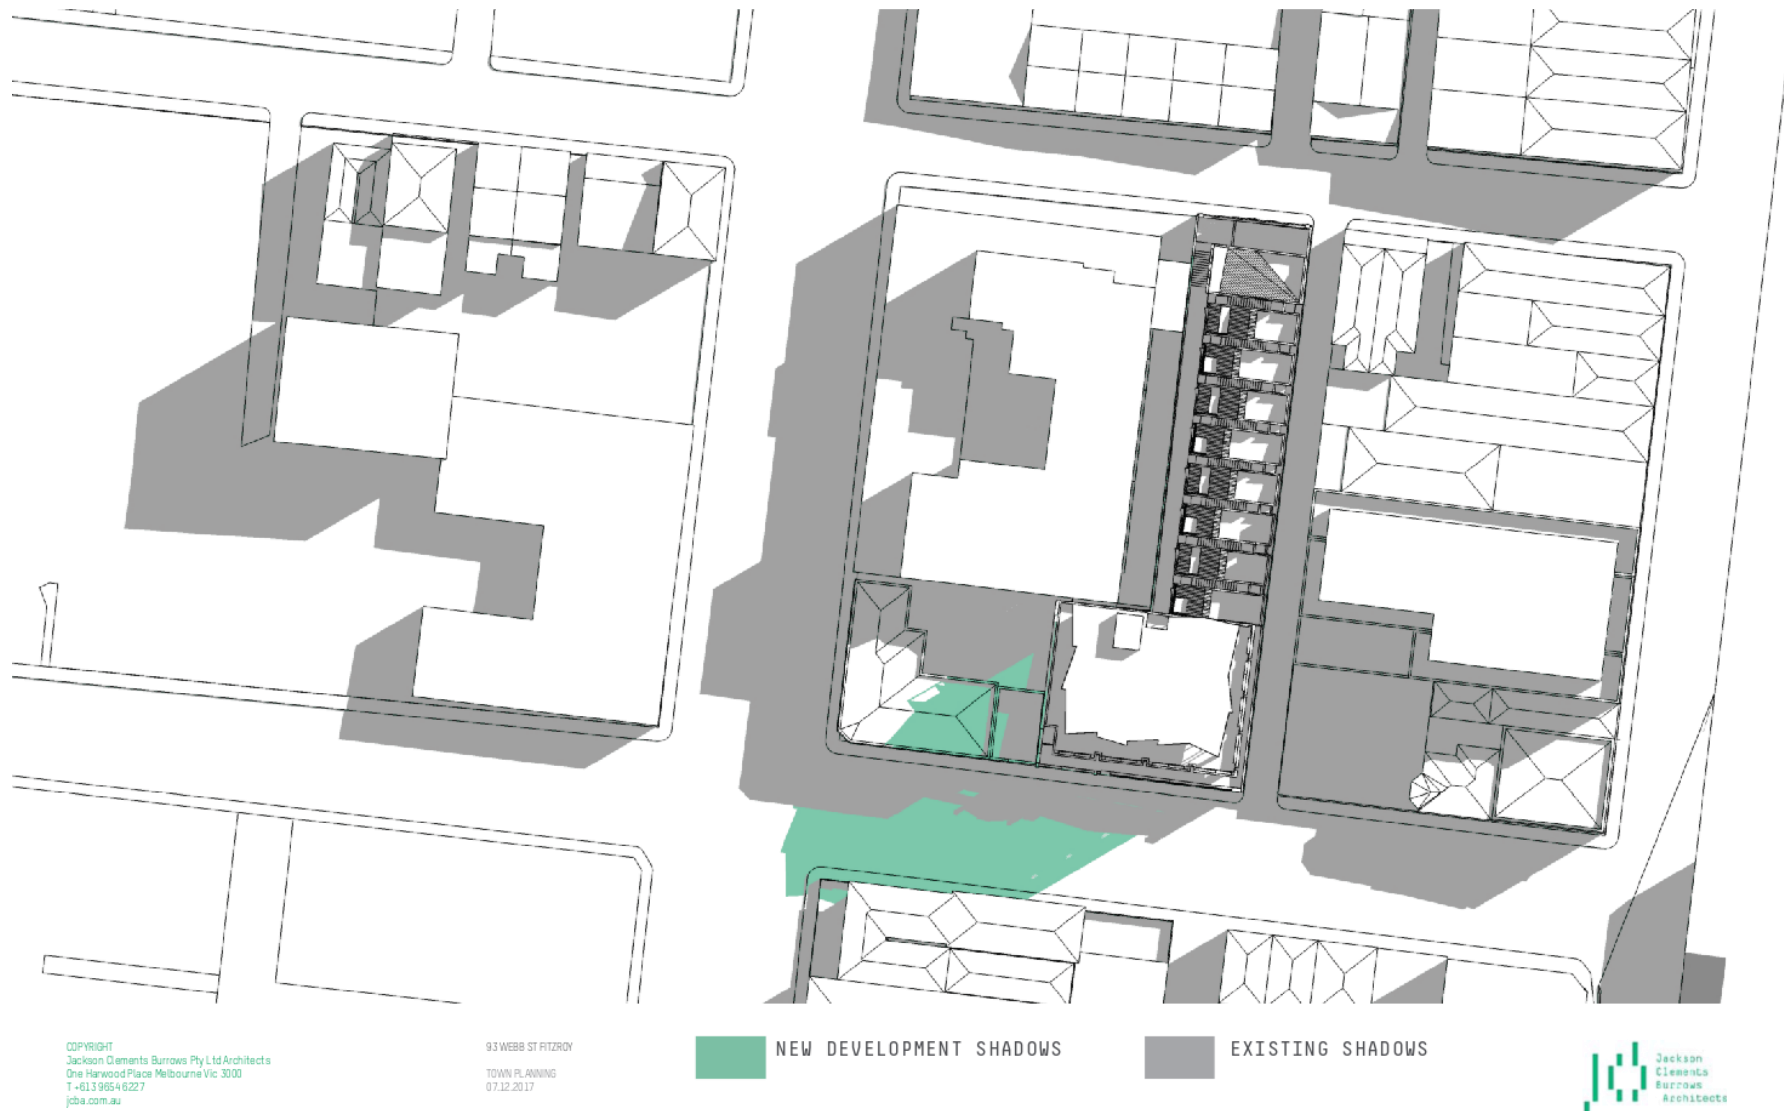 COPYRIGHT
Jackson Clements Burrows Pty Ltd Architects
One Harwood Place Melbourne Vic 3000
T +61 3 9654 6227
jcba.com.au
93 WEBB ST FITZROY
TOWN PLANNING
07.12.2017
NEW DEVELOPMENT SHADOWS
EXISTING SHADOWS
Jackson
Clements
Burrows
Architects